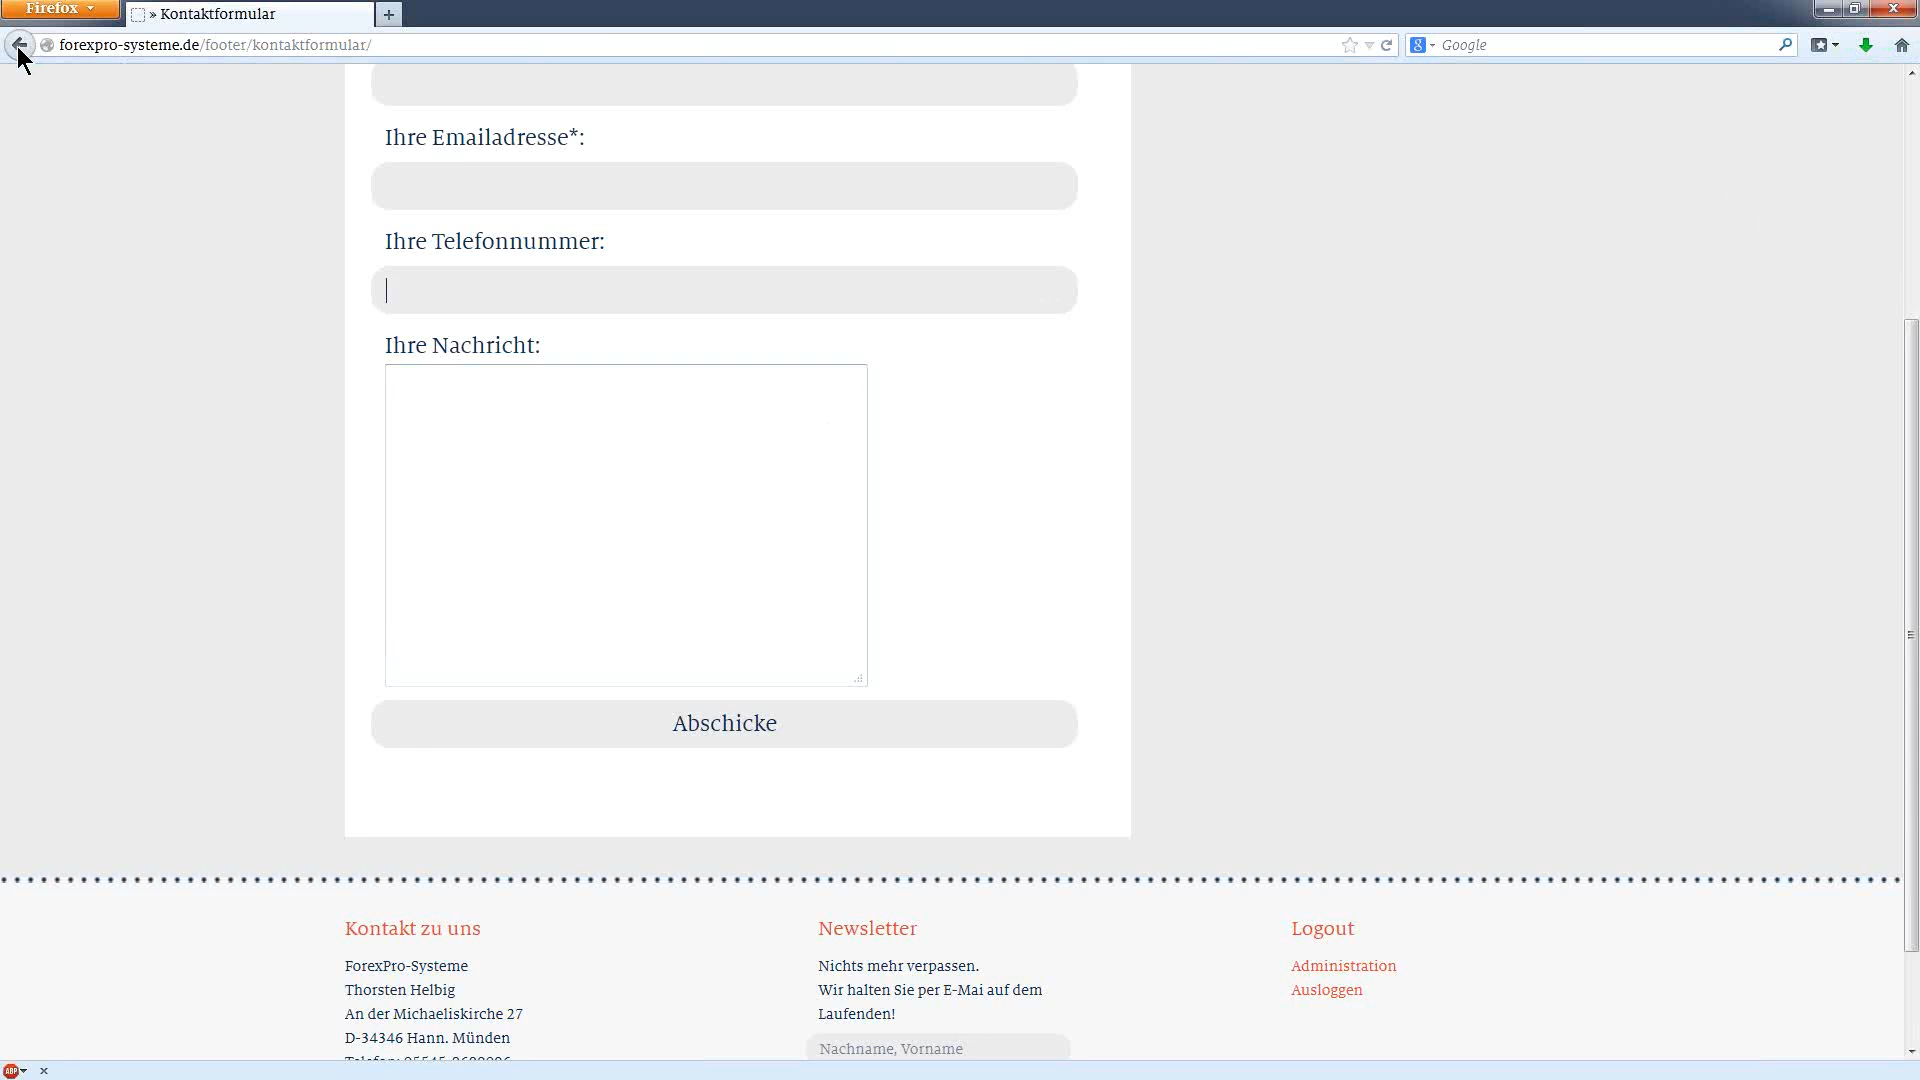 Firefox
» Kontaktformular
forexpro-systeme.de/footer/kontaktformular/
Google
Ihre Emailadresse*:
Ihre Telefonnummer:
Ihre Nachricht:
Abschicke
Kontakt zu uns
ForexPro-Systeme
Thorsten Helbig
An der Michaeliskirche 27
D-34346 Hann. Münden
Newsletter
Nichts mehr verpassen.
Wir halten Sie per E-Mai auf dem
Laufenden!
Nachname, Vorname
Logout
Administration
Ausloggen
ABP